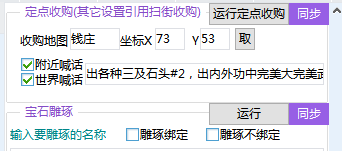 定点收购(其它设置引用扫街收购) 运行定点收购 同步
收购地图 钱庄 坐标X 73 Y 53 取
附近喊话
世界喊话 出各种三及石头#2，出内外功中完美大完美
宝石雕琢 运行 同步
输入要雕琢的名称 雕琢绑定 雕琢不绑定